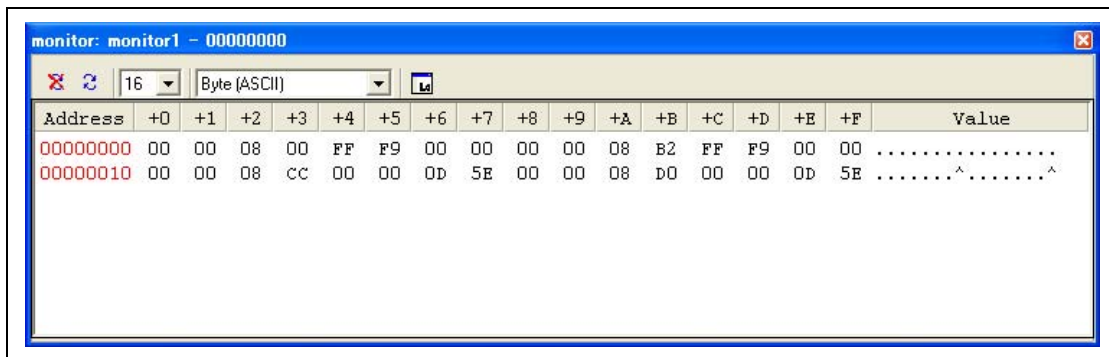 monitor: monitor1 - 00000000
16 Byte (ASCII)
Address +0 +1 +2 +3 +4 +5 +6 +7 +8 +9 +A +B +C +D +E +F Value
00000000 00 00 08 00 FF F9 00 00 00 00 08 B2 FF F9 00 00 ................
00000010 00 00 08 CC 00 00 0D 5E 00 00 08 D0 00 00 0D 5E .......^.......^